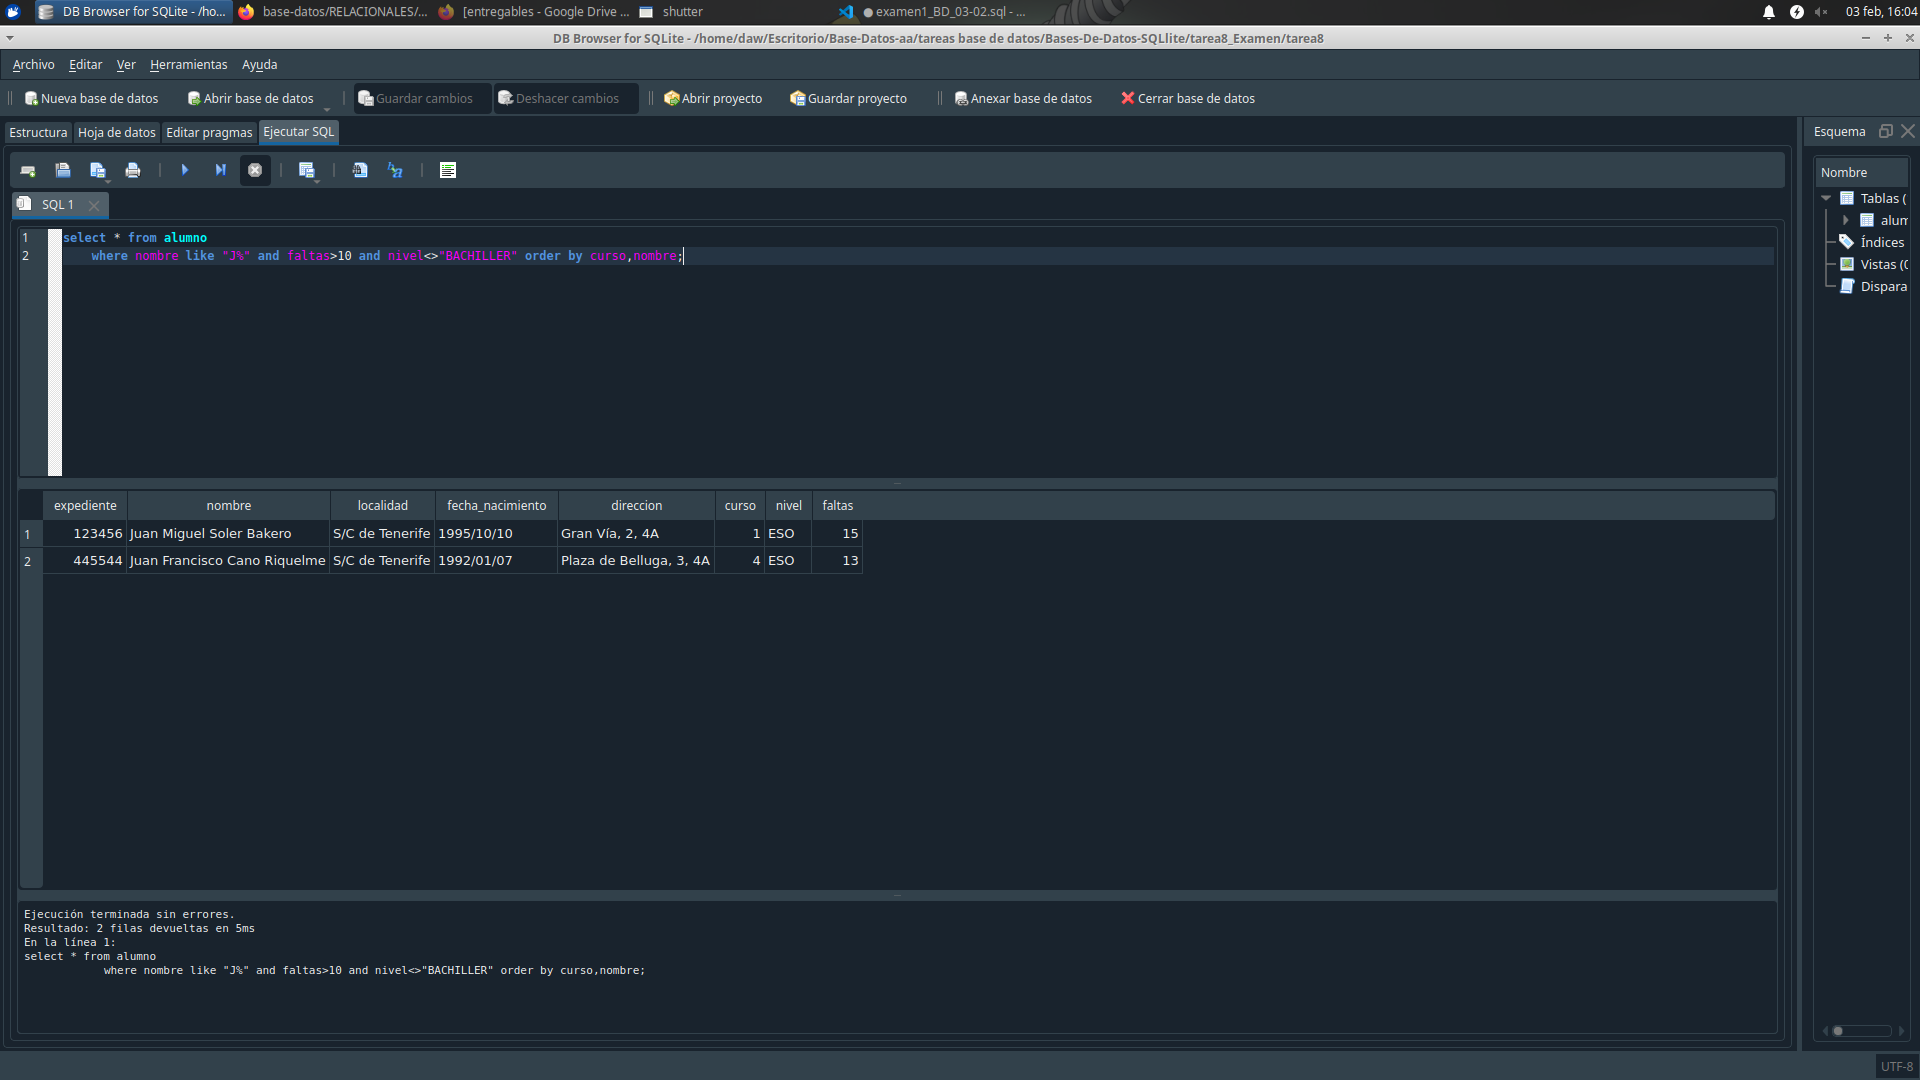 DB Browser for SQLite - /ho...
base-datos/RELACIONALES/...
[entregables - Google Drive ...
shutter
● examen1_BD_03-02.sql - ...
03 feb, 16:04
DB Browser for SQLite - /home/daw/Escritorio/Base-Datos-aa/tareas base de datos/Bases-De-Datos-SQLlite/tarea8_Examen/tarea8
Archivo Editar Ver Herramientas Ayuda
Nueva base de datos Abrir base de datos Guardar cambios Deshacer cambios Abrir proyecto Guardar proyecto Anexar base de datos Cerrar base de datos
Estructura Hoja de datos Editar pragmas Ejecutar SQL
SQL 1
1 select * from alumno
2 where nombre like "J%" and faltas>10 and nivel<>"BACHILLER" order by curso,nombre;
expediente nombre localidad fecha_nacimiento direccion curso nivel faltas
1 123456 Juan Miguel Soler Bakero S/C de Tenerife 1995/10/10 Gran Vía, 2, 4A 1 ESO 15
2 445544 Juan Francisco Cano Riquelme S/C de Tenerife 1992/01/07 Plaza de Belluga, 3, 4A 4 ESO 13
Ejecución terminada sin errores.
Resultado: 2 filas devueltas en 5ms
En la línea 1:
select * from alumno
where nombre like "J%" and faltas>10 and nivel<>"BACHILLER" order by curso,nombre;
Esquema
Nombre
Tablas (
alum
Índices
Vistas (0
Dispara
UTF-8